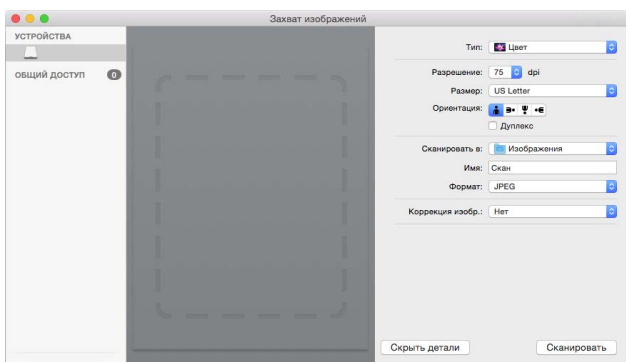 Захват изображений
УСТРОЙСТВА
ОБЩИЙ ДОСТУП 0
Тип: Цвет
Разрешение: 75 dpi
Размер: US Letter
Ориентация:
Дуплекс
Сканировать в: Изображения
Имя: Скан
Формат: JPEG
Коррекция изобр.: Нет
Скрыть детали Сканировать